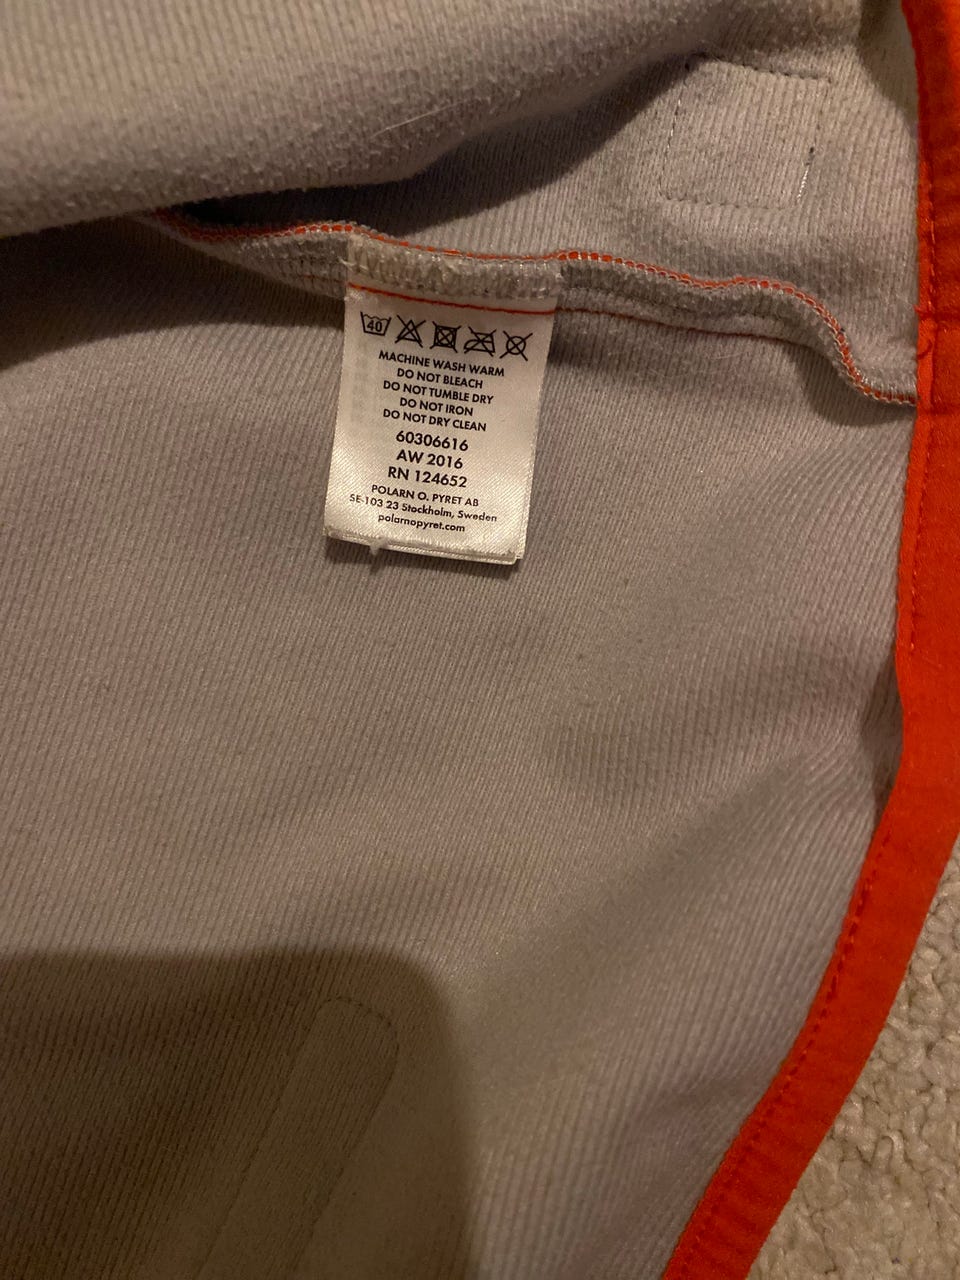 40
MACHINE WASH WARM
DO NOT BLEACH
DO NOT TUMBLE DRY
DO NOT IRON
DO NOT DRY CLEAN
60306616
AW 2016
RN 124652
POLARN O. PYRET AB
SE-103 23 Stockholm, Sweden
polarnopyret.com